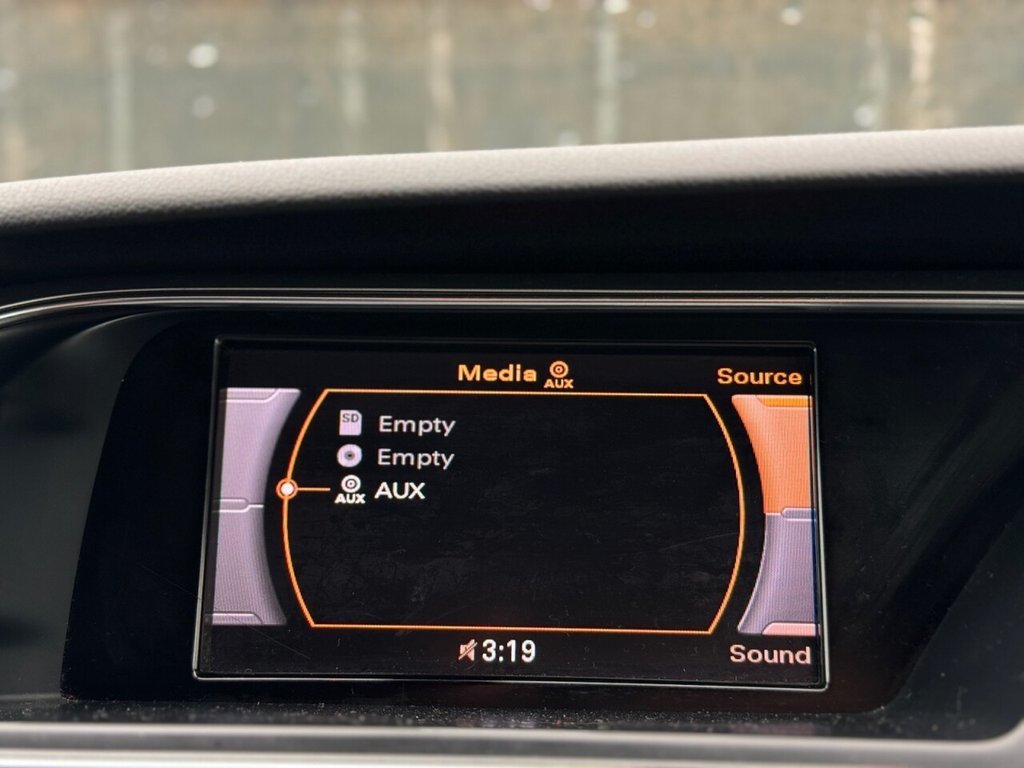 Media AUX
Source
SD Empty
Empty
AUX AUX
3:19
Sound